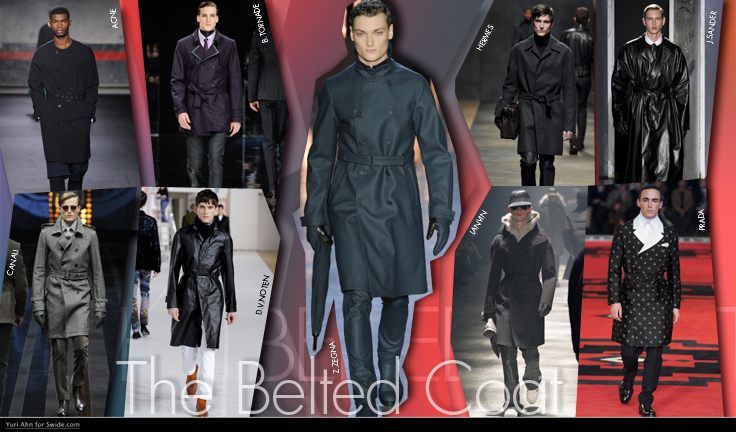 ACNE
B. TORNADE
HERMES
J. SANDER
CANALI
D.V.NOTEN
Z.ZEGNA
LANVIN
PRADA
The Belted Coat
Yuri Ahn for Swide.com